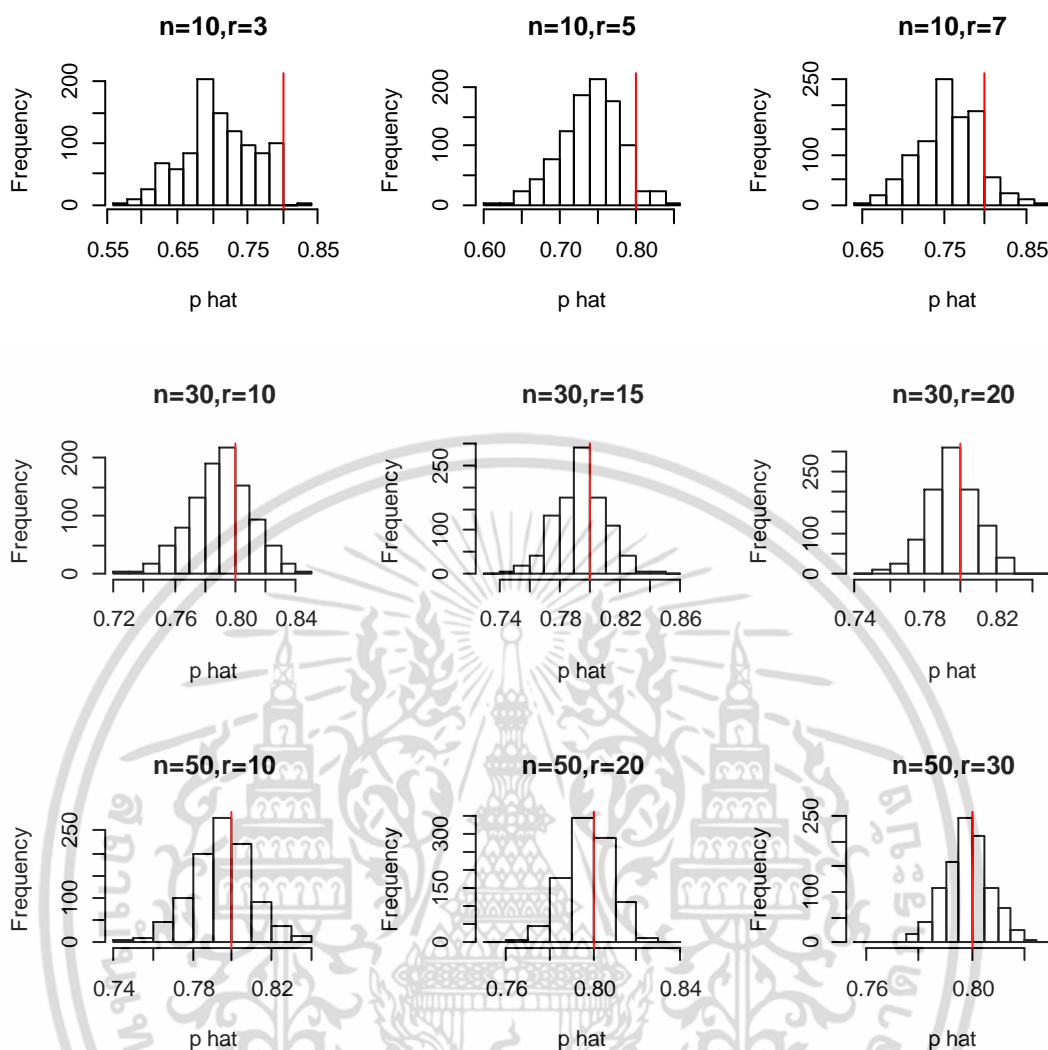 n=10,r=3 n=10,r=5 n=10,r=7
Frequency Frequency Frequency
0 100 200 0 100 200 0 100 250
0.55 0.65 0.75 0.85 0.60 0.70 0.80 0.65 0.75 0.85
p hat p hat p hat
n=30,r=10 n=30,r=15 n=30,r=20
Frequency Frequency Frequency
0 100 200 0 100 250 0 100 250
0.72 0.76 0.80 0.84 0.74 0.78 0.82 0.86 0.74 0.78 0.82
p hat p hat p hat
n=50,r=10 n=50,r=20 n=50,r=30
Frequency Frequency Frequency
0 100 250 0 150 300 0 100 250
0.74 0.78 0.82 0.76 0.80 0.84 0.76 0.80
p hat p hat p hat